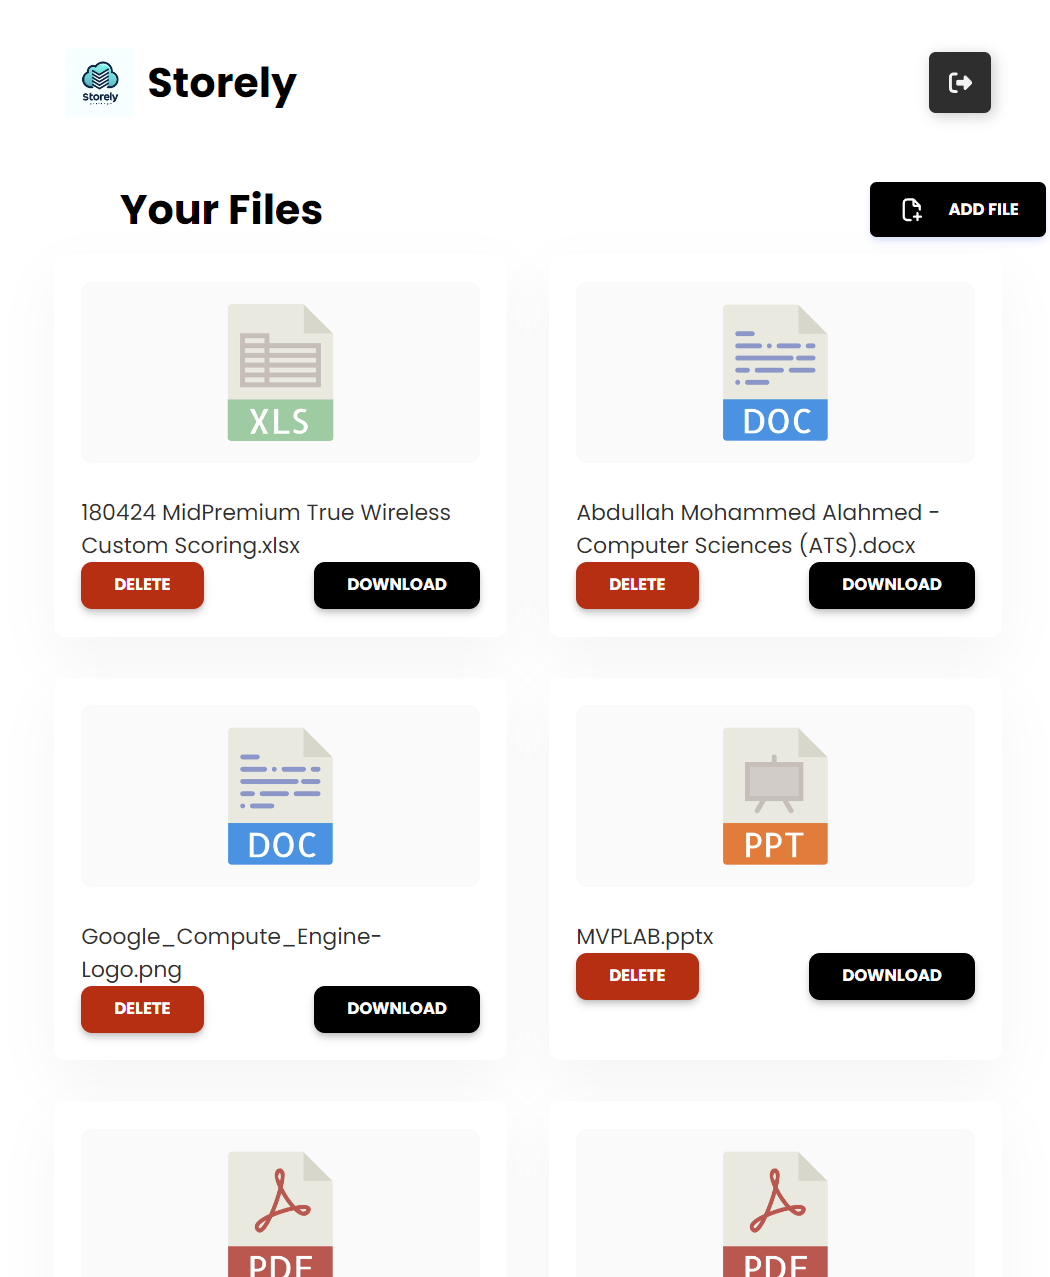 Storely
Storely
Your Files
ADD FILE
XLS
DOC
180424 MidPremium True Wireless
Custom Scoring.xlsx
Abdullah Mohammed Alahmed -
Computer Sciences (ATS).docx
DELETE
DOWNLOAD
DELETE
DOWNLOAD
DOC
PPT
Google_Compute_Engine-
Logo.png
MVPLAB.pptx
DELETE
DOWNLOAD
DELETE
DOWNLOAD
PDF
PDF